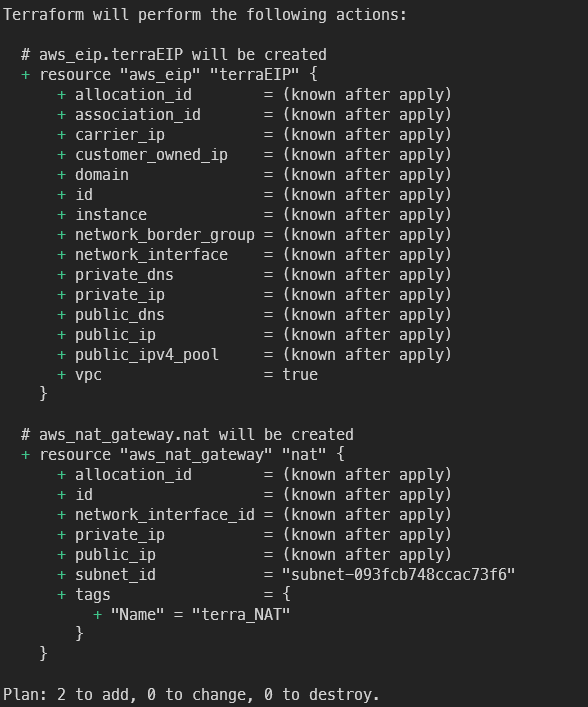 Terraform will perform the following actions:
# aws_eip.terraEIP will be created
+ resource "aws_eip" "terraEIP" {
+ allocation_id = (known after apply)
+ association_id = (known after apply)
+ carrier_ip = (known after apply)
+ customer_owned_ip = (known after apply)
+ domain = (known after apply)
+ id = (known after apply)
+ instance = (known after apply)
+ network_border_group = (known after apply)
+ network_interface = (known after apply)
+ private_dns = (known after apply)
+ private_ip = (known after apply)
+ public_dns = (known after apply)
+ public_ip = (known after apply)
+ public_ipv4_pool = (known after apply)
+ vpc = true
}
# aws_nat_gateway.nat will be created
+ resource "aws_nat_gateway" "nat" {
+ allocation_id = (known after apply)
+ id = (known after apply)
+ network_interface_id = (known after apply)
+ private_ip = (known after apply)
+ public_ip = (known after apply)
+ subnet_id = "subnet-093fcb748ccac73f6"
+ tags = {
+ "Name" = "terra_NAT"
}
}
Plan: 2 to add, 0 to change, 0 to destroy.